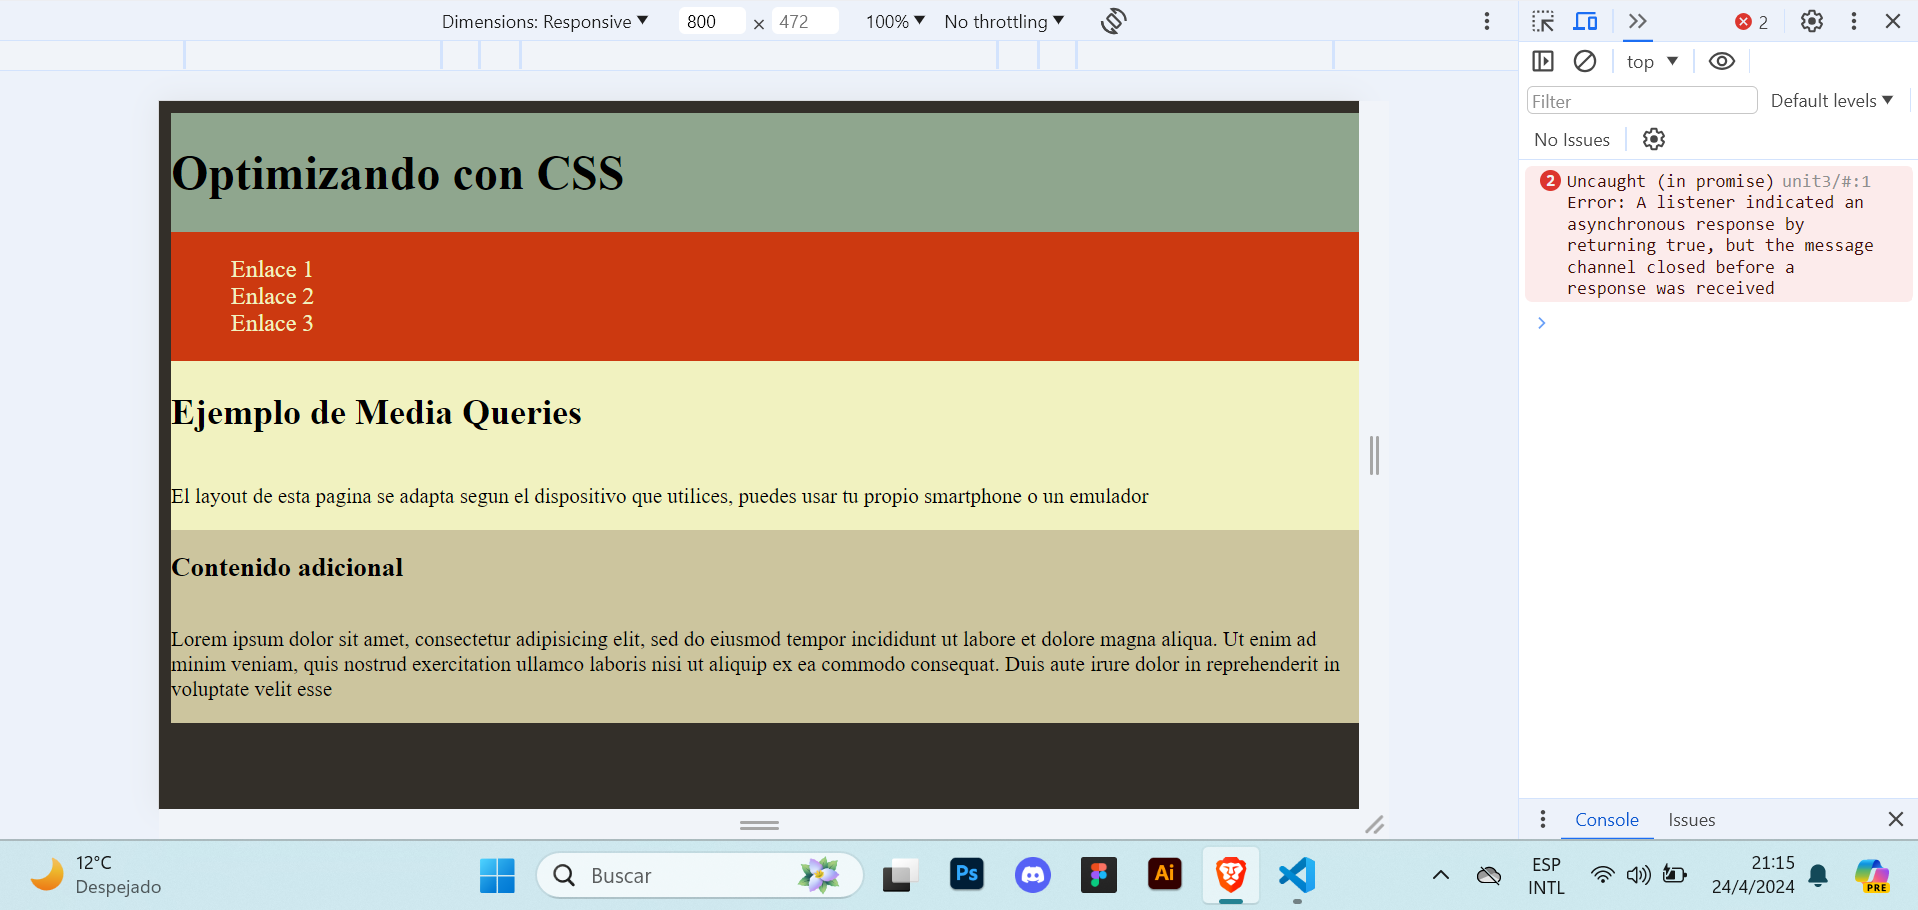 Dimensions: Responsive ▼ 800 × 472 100% ▼ No throttling ▼
2
top ▼
Filter Default levels ▼
No Issues
2 Uncaught (in promise) unit3/#:1
Error: A listener indicated an
asynchronous response by
returning true, but the message
channel closed before a
response was received
Optimizando con CSS
Enlace 1
Enlace 2
Enlace 3
Ejemplo de Media Queries
El layout de esta pagina se adapta segun el dispositivo que utilices, puedes usar tu propio smartphone o un emulador
Contenido adicional
Lorem ipsum dolor sit amet, consectetur adipisicing elit, sed do eiusmod tempor incididunt ut labore et dolore magna aliqua. Ut enim ad
minim veniam, quis nostrud exercitation ullamco laboris nisi ut aliquip ex ea commodo consequat. Duis aute irure dolor in reprehenderit in
voluptate velit esse
Console Issues
12°C
Despejado
Buscar
Ps
Ai
ESP
INTL
21:15
24/4/2024
PRE